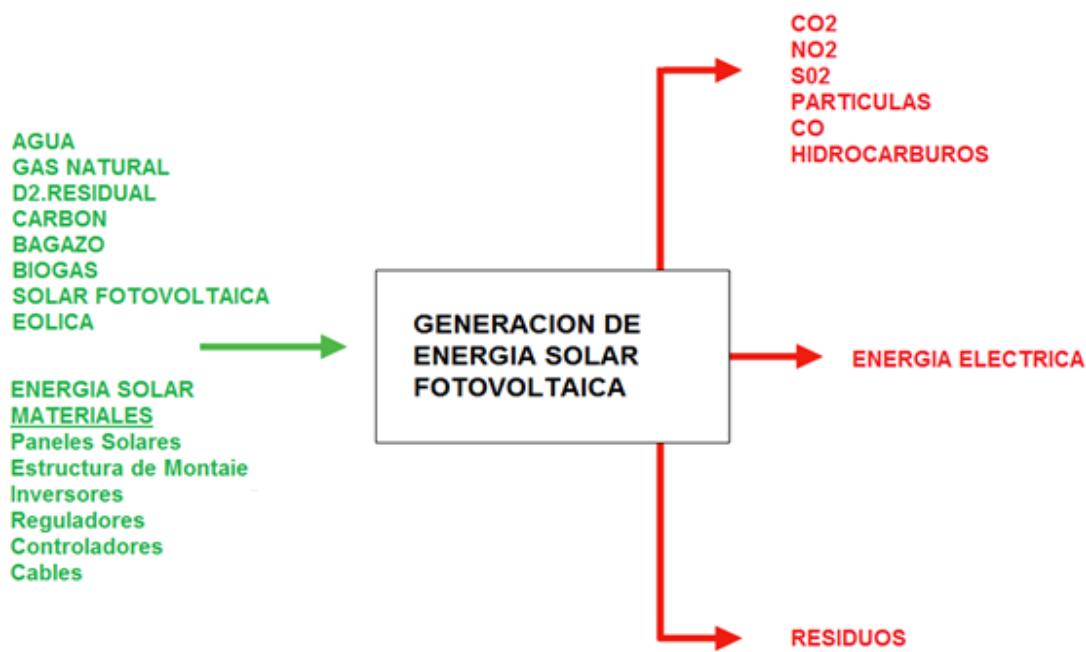 AGUA
GAS NATURAL
D2.RESIDUAL
CARBON
BAGAZO
BIOGAS
SOLAR FOTOVOLTAICA
EOLICA
ENERGIA SOLAR
MATERIALES
Paneles Solares
Estructura de Montaie
Inversores
Reguladores
Controladores
Cables
GENERACION DE
ENERGIA SOLAR
FOTOVOLTAICA
CO2
NO2
S02
PARTICULAS
CO
HIDROCARBUROS
ENERGIA ELECTRICA
RESIDUOS